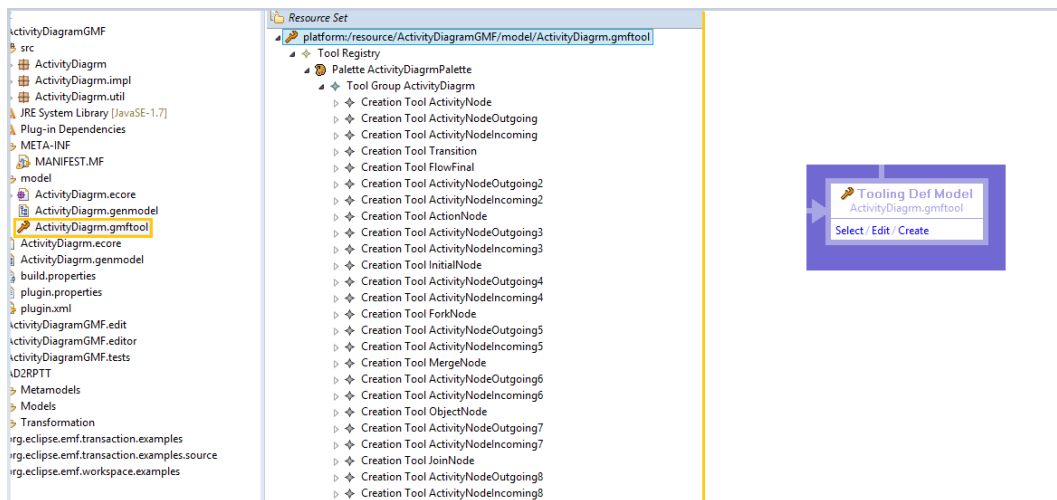 ActivityDiagramGMF
src
ActivityDiagrm
ActivityDiagrm.impl
ActivityDiagrm.util
JRE System Library [JavaSE-1.7]
Plug-in Dependencies
META-INF
MANIFEST.MF
model
ActivityDiagrm.ecore
ActivityDiagrm.genmodel
ActivityDiagrm.gmftool
ActivityDiagrm.ecore
ActivityDiagrm.genmodel
build.properties
plugin.properties
plugin.xml
ActivityDiagramGMF.edit
ActivityDiagramGMF.editor
ActivityDiagramGMF.tests
AD2RPTT
Metamodels
Models
Transformation
org.eclipse.emf.transaction.examples
org.eclipse.emf.transaction.examples.source
org.eclipse.emf.workspace.examples
Resource Set
platform:/resource/ActivityDiagramGMF/model/ActivityDiagrm.gmftool
Tool Registry
Palette ActivityDiagrmPalette
Tool Group ActivityDiagrm
Creation Tool ActivityNode
Creation Tool ActivityNodeOutgoing
Creation Tool ActivityNodeIncoming
Creation Tool Transition
Creation Tool FlowFinal
Creation Tool ActivityNodeOutgoing2
Creation Tool ActivityNodeIncoming2
Creation Tool ActionNode
Creation Tool ActivityNodeOutgoing3
Creation Tool ActivityNodeIncoming3
Creation Tool InitialNode
Creation Tool ActivityNodeOutgoing4
Creation Tool ActivityNodeIncoming4
Creation Tool ForkNode
Creation Tool ActivityNodeOutgoing5
Creation Tool ActivityNodeIncoming5
Creation Tool MergeNode
Creation Tool ActivityNodeOutgoing6
Creation Tool ActivityNodeIncoming6
Creation Tool ObjectNode
Creation Tool ActivityNodeOutgoing7
Creation Tool ActivityNodeIncoming7
Creation Tool JoinNode
Creation Tool ActivityNodeOutgoing8
Creation Tool ActivityNodeIncoming8
Tooling Def Model
ActivityDiagrm.gmftool
Select / Edit / Create